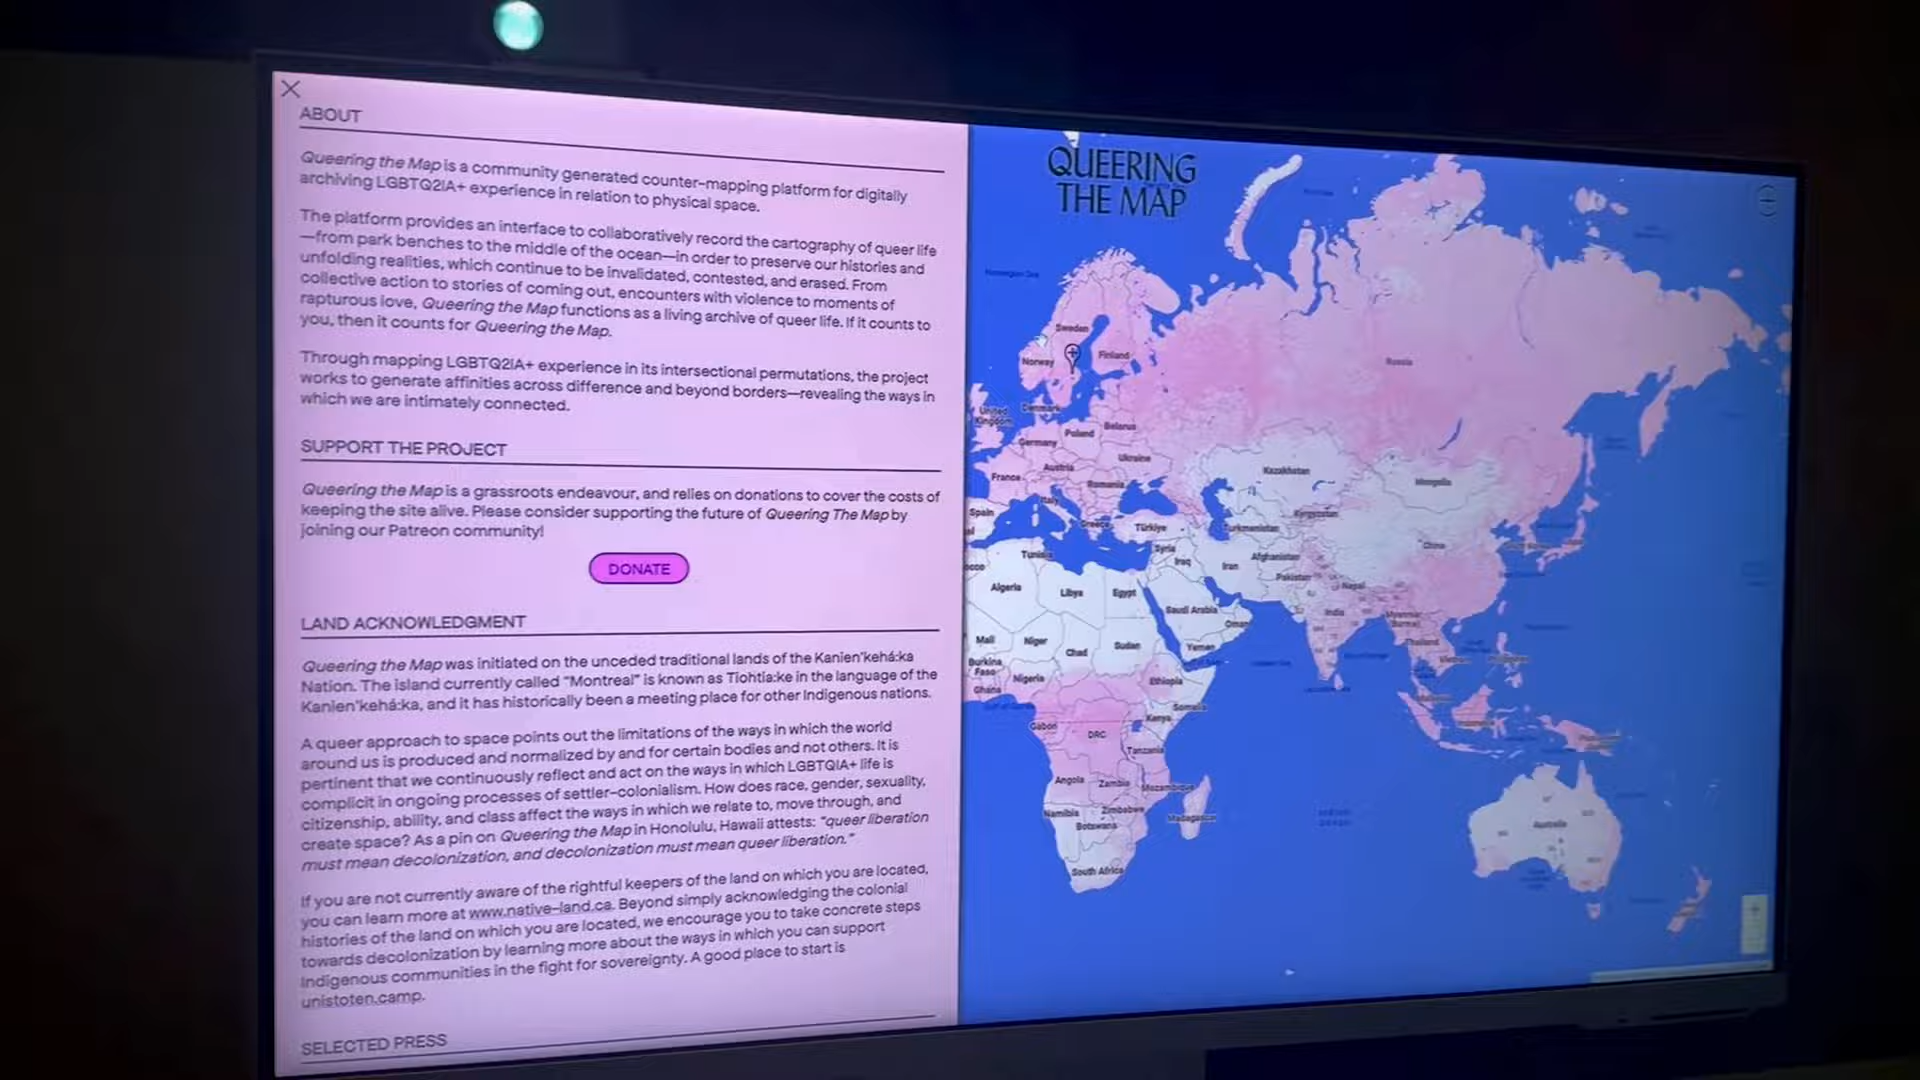 ABOUT
Queering the Map is a community generated counter-mapping platform for digitally
archiving LGBTQ2IA+ experience in relation to physical space.
The platform provides an interface to collaboratively record the cartography of queer life
—from park benches to the middle of the ocean—in order to preserve our histories and
unfolding realities, which continue to be invalidated, contested, and erased. From
collective action to stories of coming out, encounters with violence to moments of
rapturous love, Queering the Map functions as a living archive of queer life. If it counts to
you, then it counts for Queering the Map.
Through mapping LGBTQ2IA+ experience in its intersectional permutations, the project
works to generate affinities across difference and beyond borders—revealing the ways in
which we are intimately connected.
SUPPORT THE PROJECT
Queering the Map is a grassroots endeavour, and relies on donations to cover the costs of
keeping the site alive. Please consider supporting the future of Queering The Map by
joining our Patreon community!
DONATE
LAND ACKNOWLEDGMENT
Queering the Map was initiated on the unceded traditional lands of the Kanien'kehá:ka
Nation. The island currently called “Montreal” is known as Tiohtia:ke in the language of the
Kanien'kehá:ka, and it has historically been a meeting place for other Indigenous nations.
A queer approach to space points out the limitations of the ways in which the world
around us is produced and normalized by and for certain bodies and not others. It is
pertinent that we continuously reflect and act on the ways in which LGBTQIA+ life is
complicit in ongoing processes of settler-colonialism. How does race, gender, sexuality,
citizenship, ability, and class affect the ways in which we relate to, move through, and
create space? As a pin on Queering the Map in Honolulu, Hawaii attests: “queer liberation
must mean decolonization, and decolonization must mean queer liberation.”
If you are not currently aware of the rightful keepers of the land on which you are located,
you can learn more at www.native-land.ca. Beyond simply acknowledging the colonial
histories of the land on which you are located, we encourage you to take concrete steps
towards decolonization by learning more about the ways in which you can support
Indigenous communities in the fight for sovereignty. A good place to start is
unistoten.camp.
SELECTED PRESS
QUEERING
THE MAP
Norwegian Sea
Sweden
Norway
Finland
Russia
United
Kingdom
Denmark
Poland
Belarus
Germany
Ukraine
Austria
France
Romania
Kazakhstan
Mongolia
Italy
Spain
Greece
Türkiye
Turkmenistan
Kyrgyzstan
China
Tunisia
Syria
Iraq
Iran
Afghanistan
Pakistan
Nepal
Algeria
Libya
Egypt
Saudi Arabia
Oman
India
Myanmar
(Burma)
Thailand
Mali
Niger
Chad
Sudan
Yemen
Burkina
Faso
Nigeria
Ghana
Ethiopia
Somalia
Gabon
DRC
Kenya
Tanzania
Angola
Zambia
Mozambique
Namibia
Zimbabwe
Botswana
Madagascar
South Africa
Australia